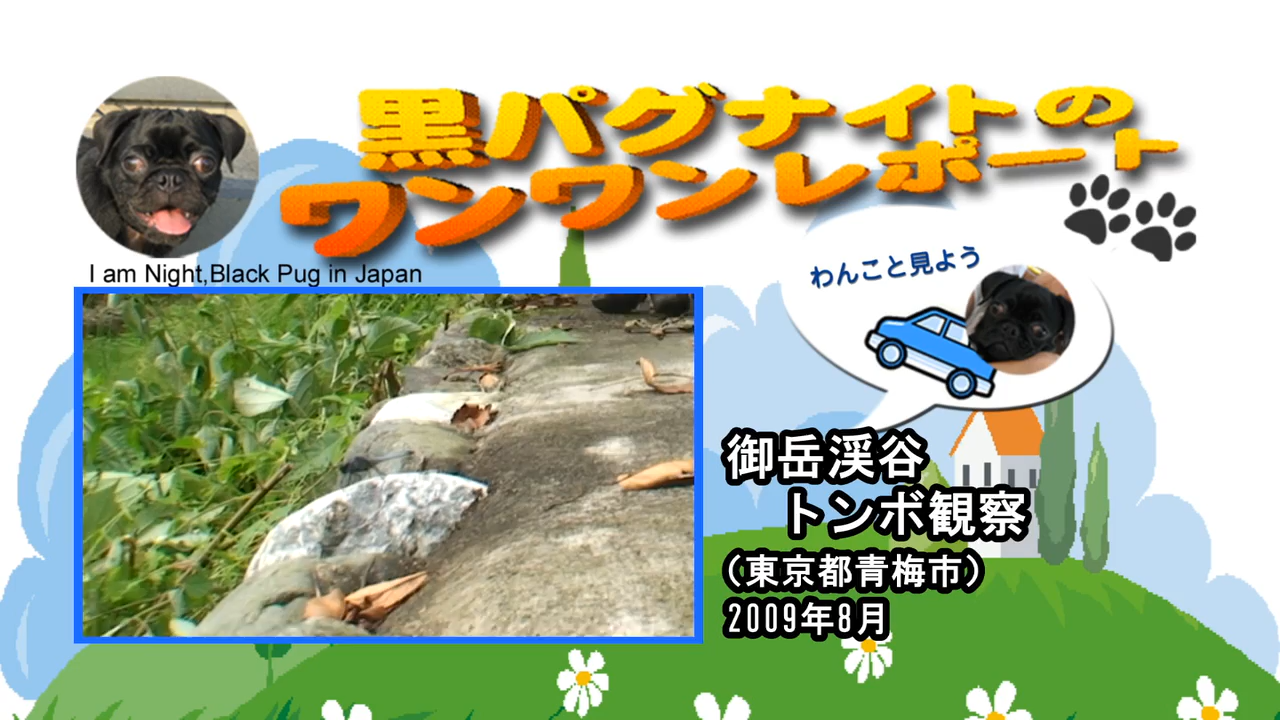 黒パグナイトの
ワンワンレポート
I am Night,Black Pug in Japan
わんこと見よう
御岳渓谷
トンボ観察
(東京都青梅市)
2009年8月